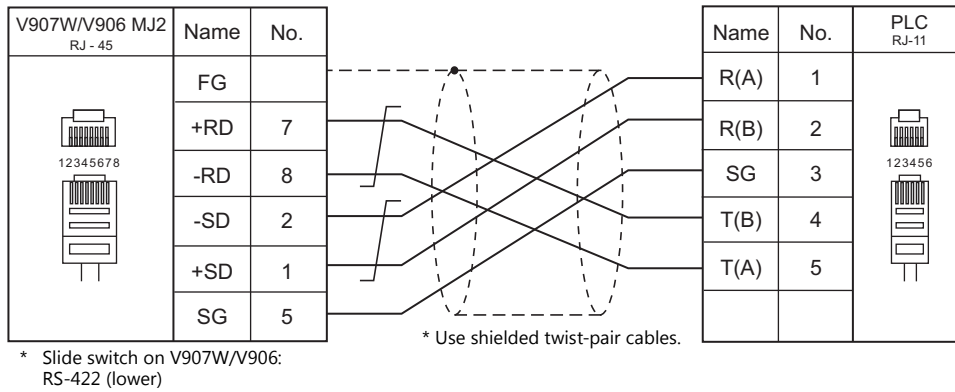 V907W/V906 MJ2
RJ - 45
Name No.
FG
+RD 7
-RD 8
-SD 2
+SD 1
SG 5
12345678
Name No.
R(A) 1
R(B) 2
SG 3
T(B) 4
T(A) 5
PLC
RJ-11
123456
* Use shielded twist-pair cables.
* Slide switch on V907W/V906:
RS-422 (lower)